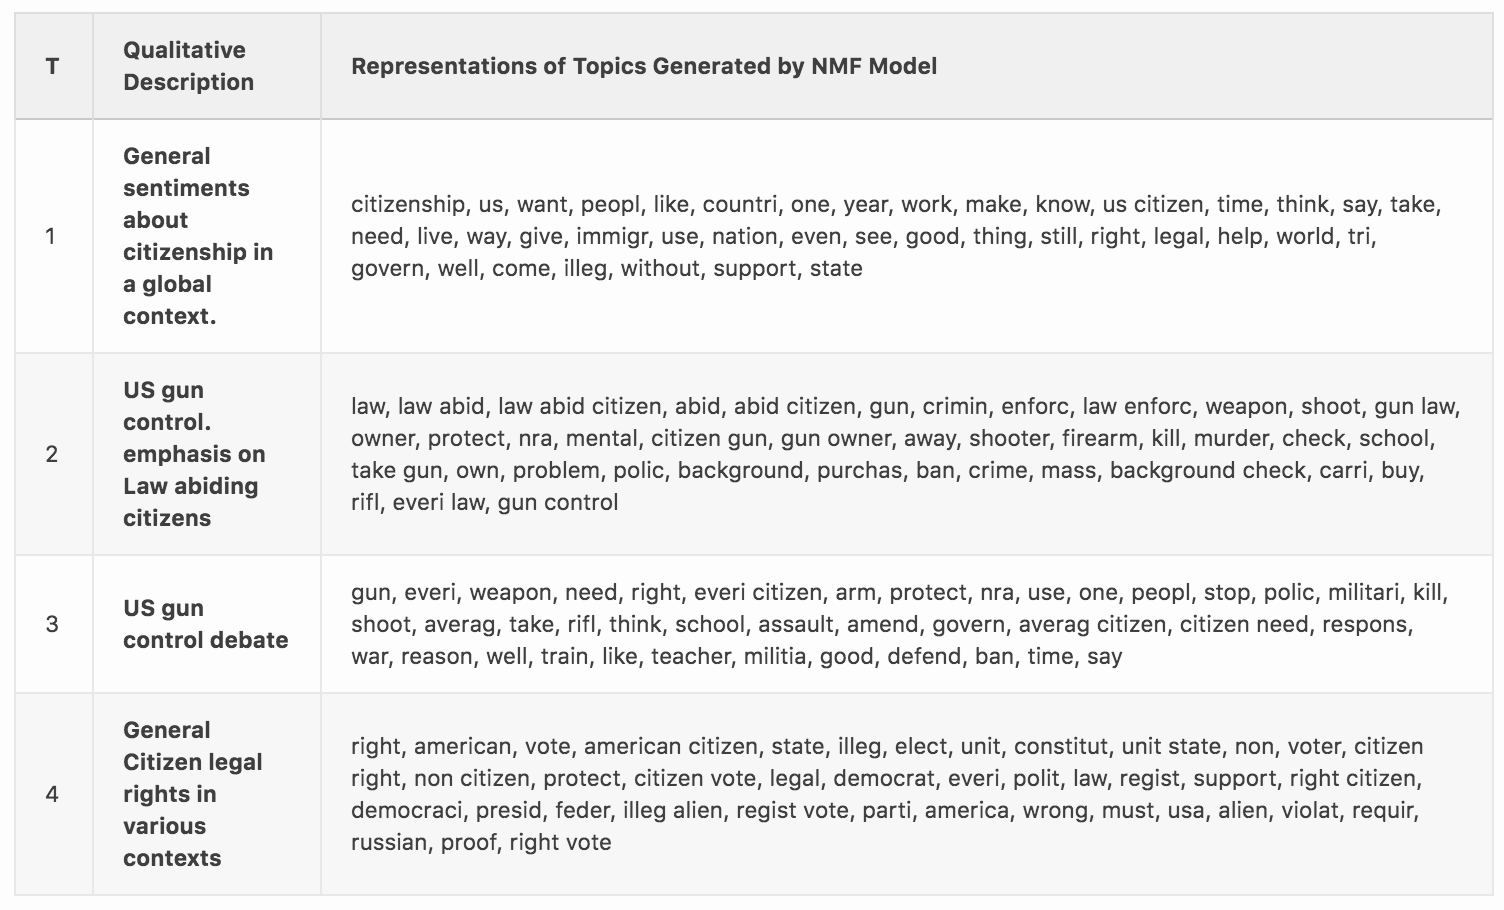 T
Qualitative
Description
Representations of Topics Generated by NMF Model
1
General
sentiments
about
citizenship in
a global
context.
citizenship, us, want, peopl, like, countri, one, year, work, make, know, us citizen, time, think, say, take,
need, live, way, give, immigr, use, nation, even, see, good, thing, still, right, legal, help, world, tri,
govern, well, come, illeg, without, support, state
2
US gun
control.
emphasis on
Law abiding
citizens
law, law abid, law abid citizen, abid, abid citizen, gun, crimin, enforc, law enforc, weapon, shoot, gun law,
owner, protect, nra, mental, citizen gun, gun owner, away, shooter, firearm, kill, murder, check, school,
take gun, own, problem, polic, background, purchas, ban, crime, mass, background check, carri, buy,
rifl, everi law, gun control
3
US gun
control debate
gun, everi, weapon, need, right, everi citizen, arm, protect, nra, use, one, peopl, stop, polic, militari, kill,
shoot, averag, take, rifl, think, school, assault, amend, govern, averag citizen, citizen need, respons,
war, reason, well, train, like, teacher, militia, good, defend, ban, time, say
4
General
Citizen legal
rights in
various
contexts
right, american, vote, american citizen, state, illeg, elect, unit, constitut, unit state, non, voter, citizen
right, non citizen, protect, citizen vote, legal, democrat, everi, polit, law, regist, support, right citizen,
democraci, presid, feder, illeg alien, regist vote, parti, america, wrong, must, usa, alien, violat, requir,
russian, proof, right vote